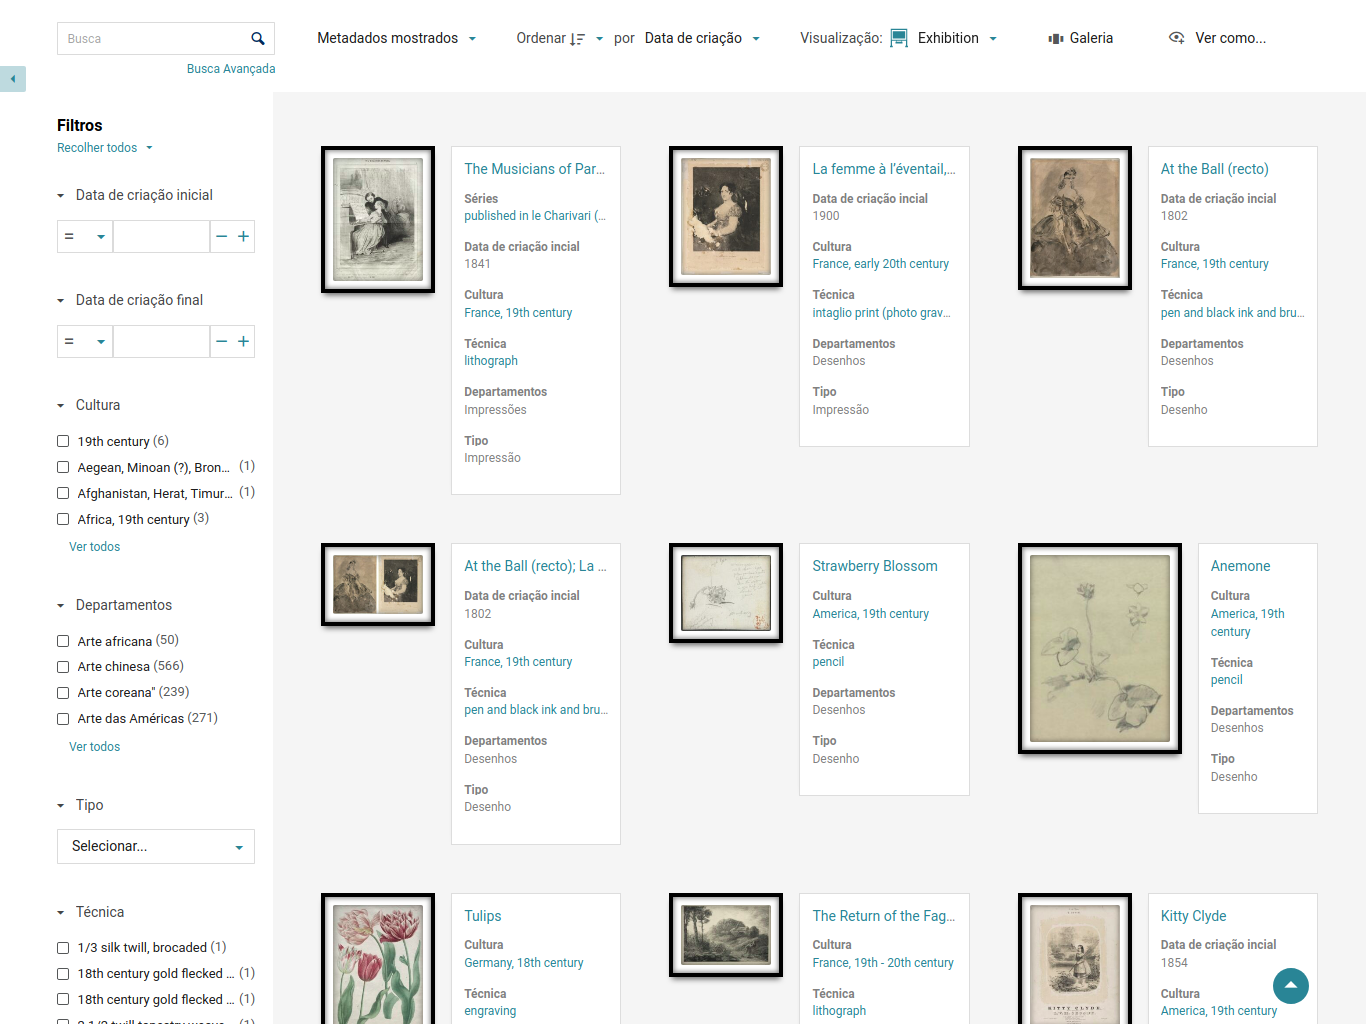 Busca
Busca Avançada
Metadados mostrados
Ordenar
por
Data de criação
Visualização:
Exhibition
Galeria
Ver como...
Filtros
Recolher todos
Data de criação inicial
=
Data de criação final
=
Cultura
19th century (6)
Aegean, Minoan (?), Bron... (1)
Afghanistan, Herat, Timur... (1)
Africa, 19th century (3)
Ver todos
Departamentos
Arte africana (50)
Arte chinesa (566)
Arte coreana" (239)
Arte das Américas (271)
Ver todos
Tipo
Selecionar...
Técnica
1/3 silk twill, brocaded (1)
18th century gold flecked ... (1)
18th century gold flecked ... (1)
The Musicians of Par...
Séries
published in le Charivari (...
Data de criação incial
1841
Cultura
France, 19th century
Técnica
lithograph
Departamentos
Impressões
Tipo
Impressão
La femme à l'éventail,...
Data de criação incial
1900
Cultura
France, early 20th century
Técnica
intaglio print (photo grav...
Departamentos
Desenhos
Tipo
Impressão
At the Ball (recto)
Data de criação incial
1802
Cultura
France, 19th century
Técnica
pen and black ink and bru...
Departamentos
Desenhos
Tipo
Desenho
At the Ball (recto); La ...
Data de criação incial
1802
Cultura
France, 19th century
Técnica
pen and black ink and bru...
Departamentos
Desenhos
Tipo
Desenho
Strawberry Blossom
Cultura
America, 19th century
Técnica
pencil
Departamentos
Desenhos
Tipo
Desenho
Anemone
Cultura
America, 19th
century
Técnica
pencil
Departamentos
Desenhos
Tipo
Desenho
Tulips
Cultura
Germany, 18th century
Técnica
engraving
The Return of the Fag...
Cultura
France, 19th - 20th century
Técnica
lithograph
KITTY CLYDE,
Kitty Clyde
Data de criação incial
1854
Cultura
America, 19th century